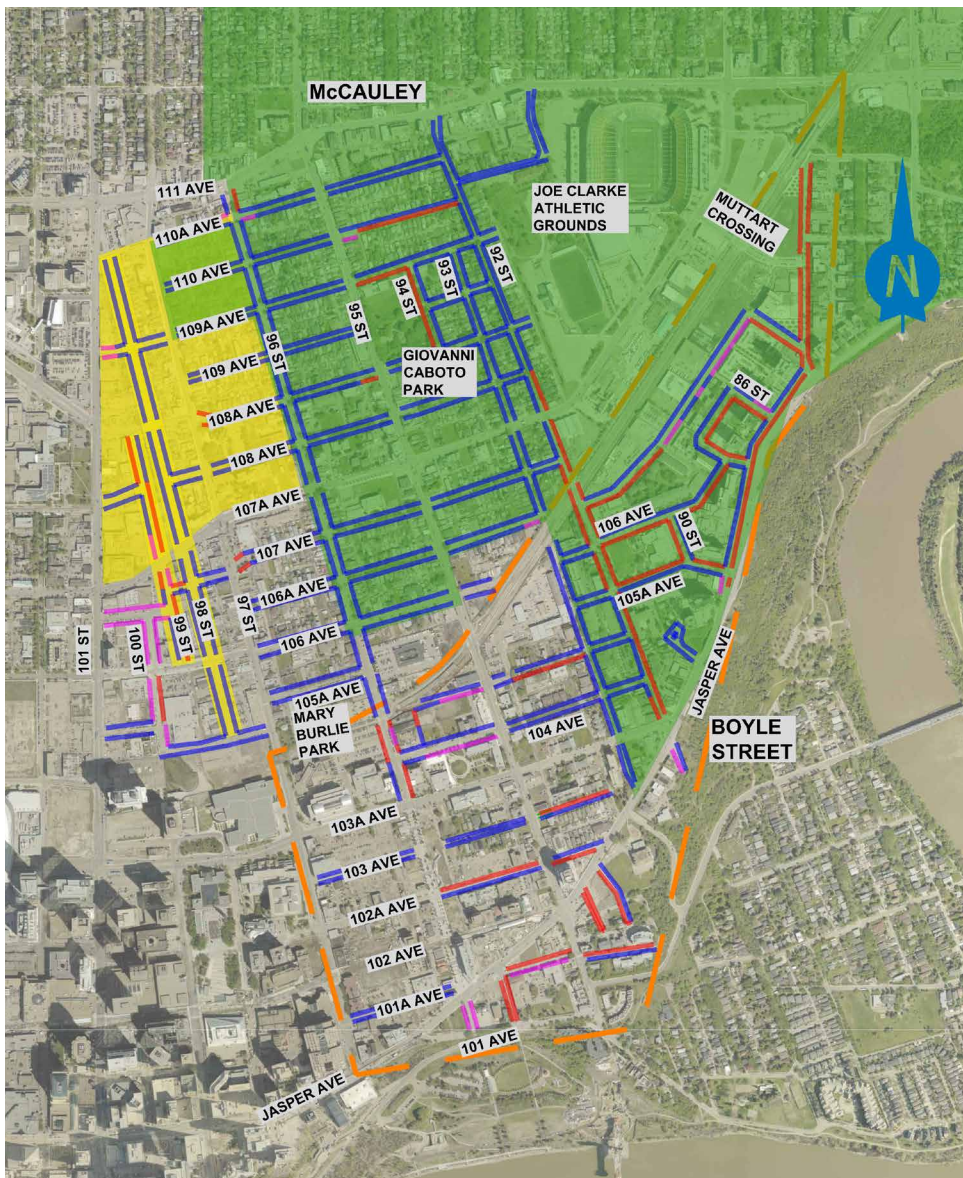 McCAULEY
111 AVE
110A AVE
110 AVE
109A AVE
109 AVE
108A AVE
108 AVE
107A AVE
107 AVE
106A AVE
106 AVE
105A AVE
96 ST
95 ST
94 ST
93 ST
92 ST
JOE CLARKE
ATHLETIC
GROUNDS
MUTTART
CROSSING
N
GIOVANNI
CABOTO
PARK
86 ST
106 AVE
90 ST
105A AVE
101 ST
100 ST
99 ST
98 ST
97 ST
MARY
BURLIE
PARK
104 AVE
JASPER AVE
BOYLE
STREET
103A AVE
103 AVE
102A AVE
102 AVE
101A AVE
101 AVE
JASPER AVE